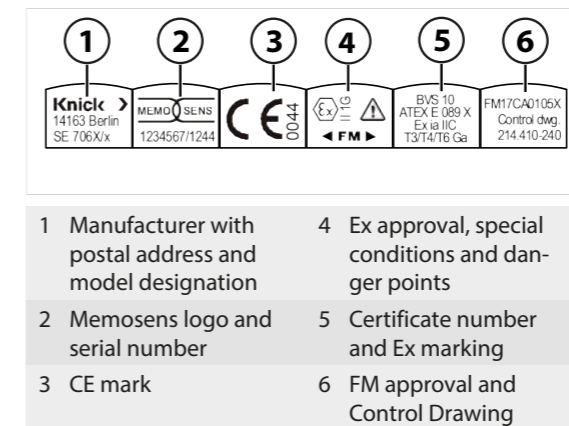 1 2 3 4 5 6
Knick >
14163 Berlin
SE 706X/x
MEMO SENS
1234567/1244
CE 0044
Ex II 1G
◄ FM ►
BVS 10
ATEX E 089 X
Ex ia IIC
T3/T4/T6 Ga
FM17CA0105X
Control dwg.
214.410-240
1 Manufacturer with
postal address and
model designation
2 Memosens logo and
serial number
3 CE mark
4 Ex approval, special
conditions and dan-
ger points
5 Certificate number
and Ex marking
6 FM approval and
Control Drawing